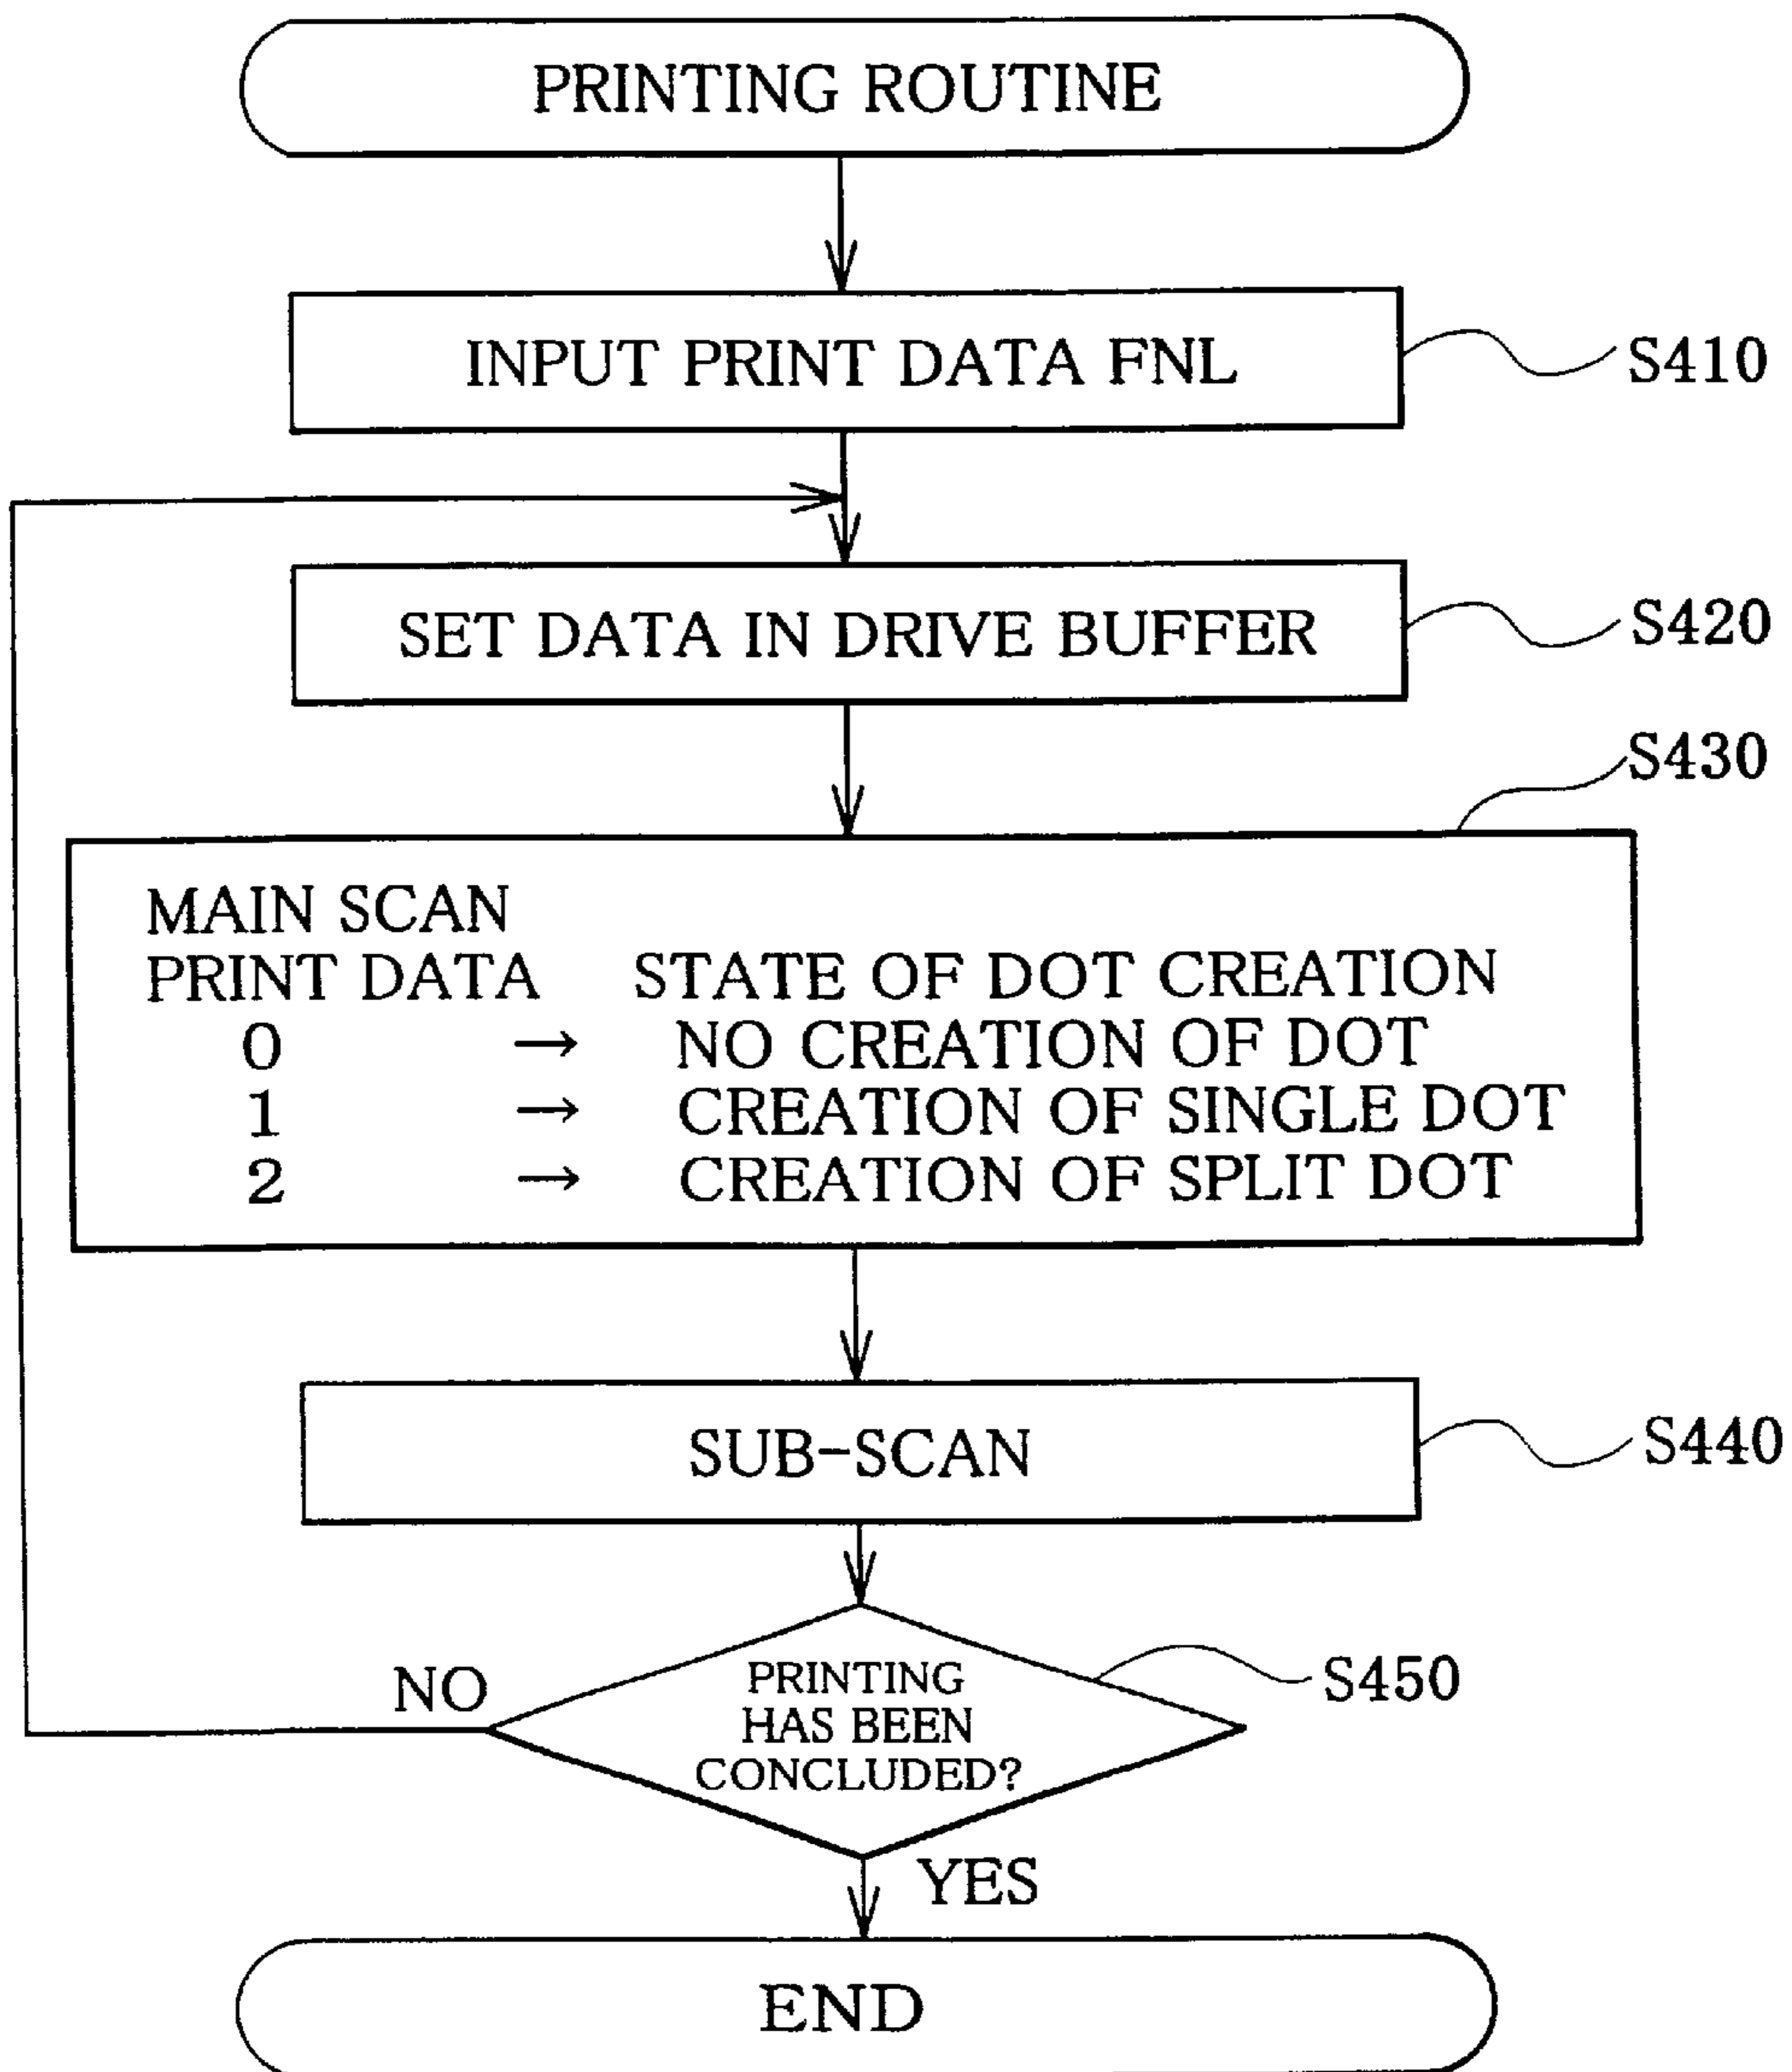 PRINTING ROUTINE
INPUT PRINT DATA FNL
S410
SET DATA IN DRIVE BUFFER
S420
S430
MAIN SCAN
PRINT DATA STATE OF DOT CREATION
0 → NO CREATION OF DOT
1 → CREATION OF SINGLE DOT
2 → CREATION OF SPLIT DOT
SUB-SCAN
S440
NO
PRINTING
HAS BEEN
CONCLUDED?
S450
YES
END